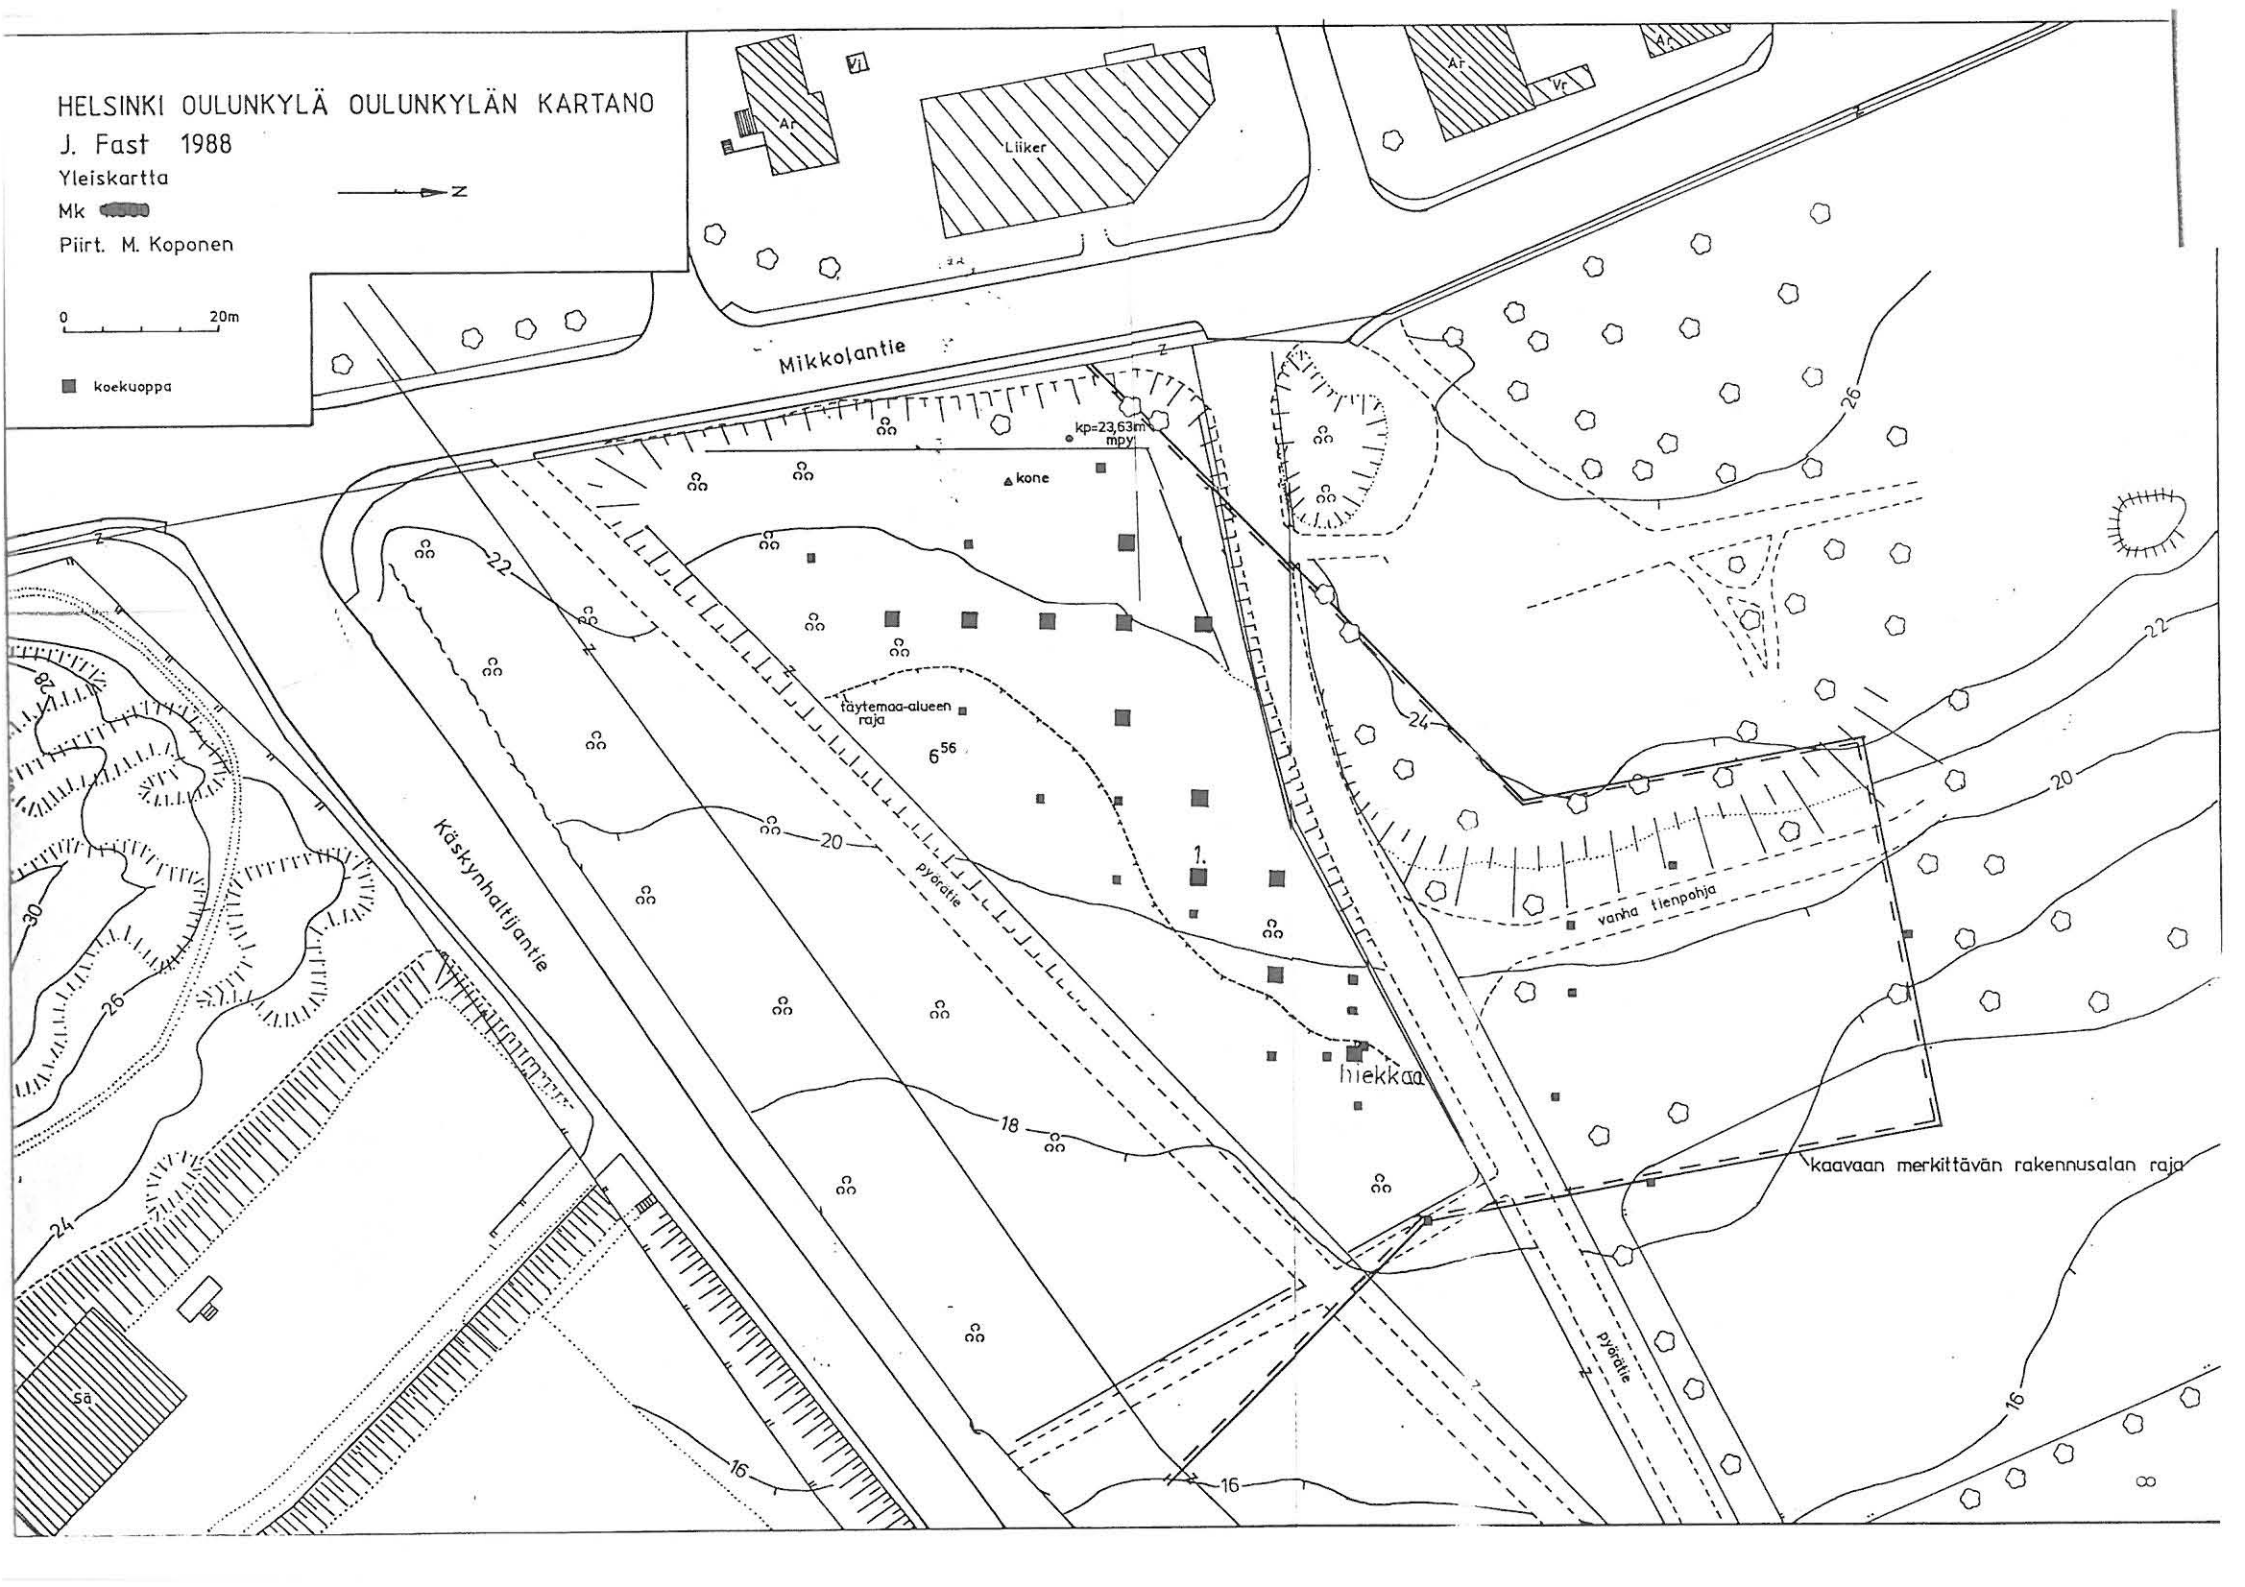 HELSINKI OULUNKYLÄ OULUNKYLÄN KARTANO
J. Fast 1988
Yleiskartta
Mk
Piirt. M. Koponen
N
0 20m
koekuoppa
Ar
Vj
Liiker
Ar
Vr
Ar
z
Mikkolantie
z
26
kp=23,63m
mpy
kone
z
22
z
z
22
28
täytemaa-alueen
raja
6⁵⁶
24
20
20
Käskynhaltijantie
1.
pyörätie
vanha tienpohja
30
26
hiekkaa
18
kaavaan merkittävän rakennusalan raja
24
pyörätie
z
z
Sä
16
16
z
16